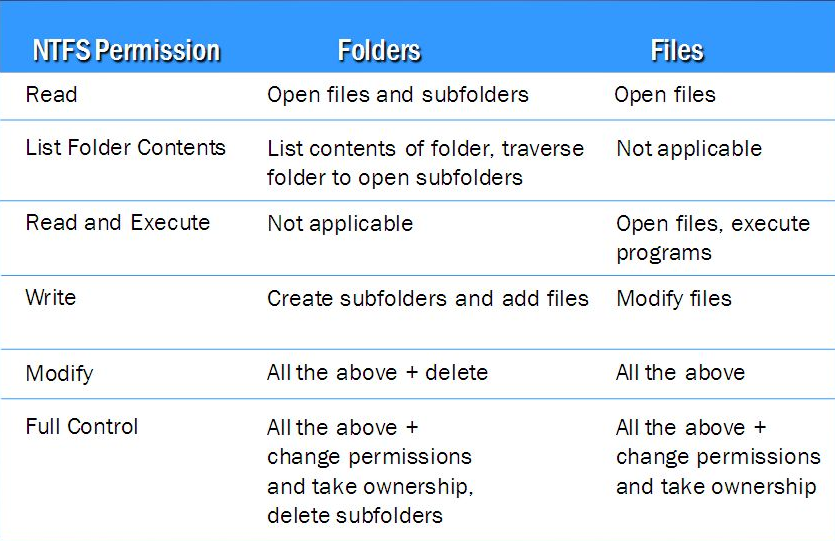 NTFS Permission Folders Files
Read Open files and subfolders Open files
List Folder Contents List contents of folder, traverse Not applicable
folder to open subfolders
Read and Execute Not applicable Open files, execute
programs
Write Create subfolders and add files Modify files
Modify All the above + delete All the above
Full Control All the above + All the above +
change permissions change permissions
and take ownership, and take ownership
delete subfolders